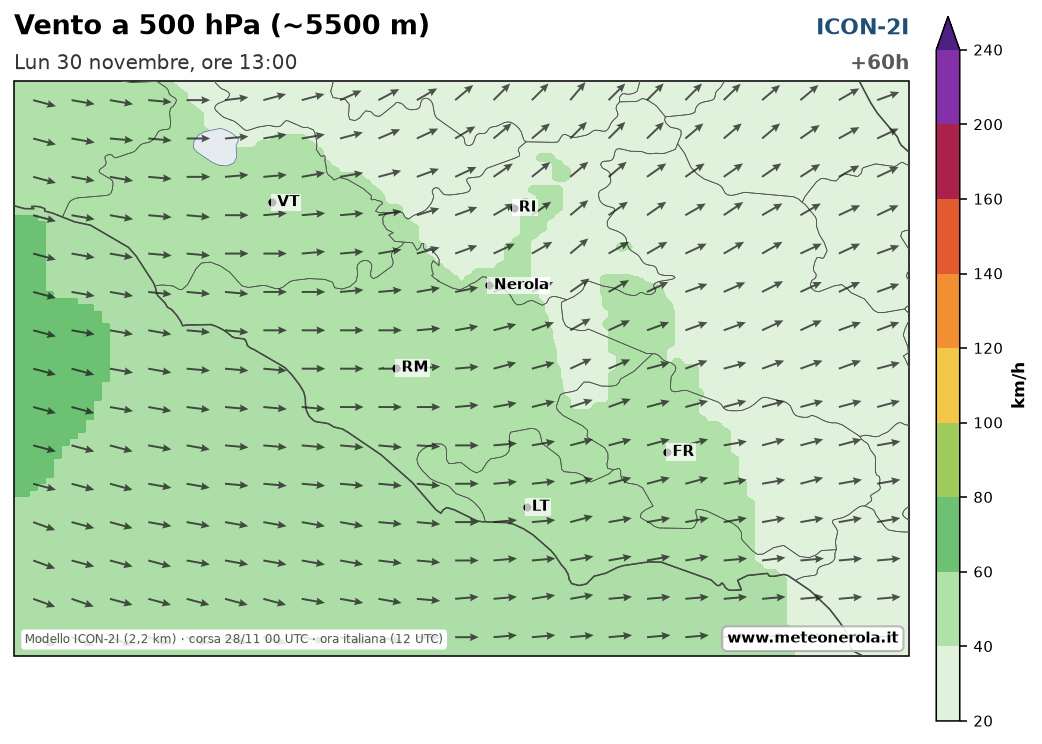 Vento a 500 hPa (~5500 m)
ICON-2I
Lun 30 novembre, ore 13:00
+60h
240
200
160
140
120
100
80
60
40
20
km/h
VT
RI
Nerola
RM
FR
LT
Modello ICON-2I (2,2 km) · corsa 28/11 00 UTC · ora italiana (12 UTC)
www.meteonerola.it